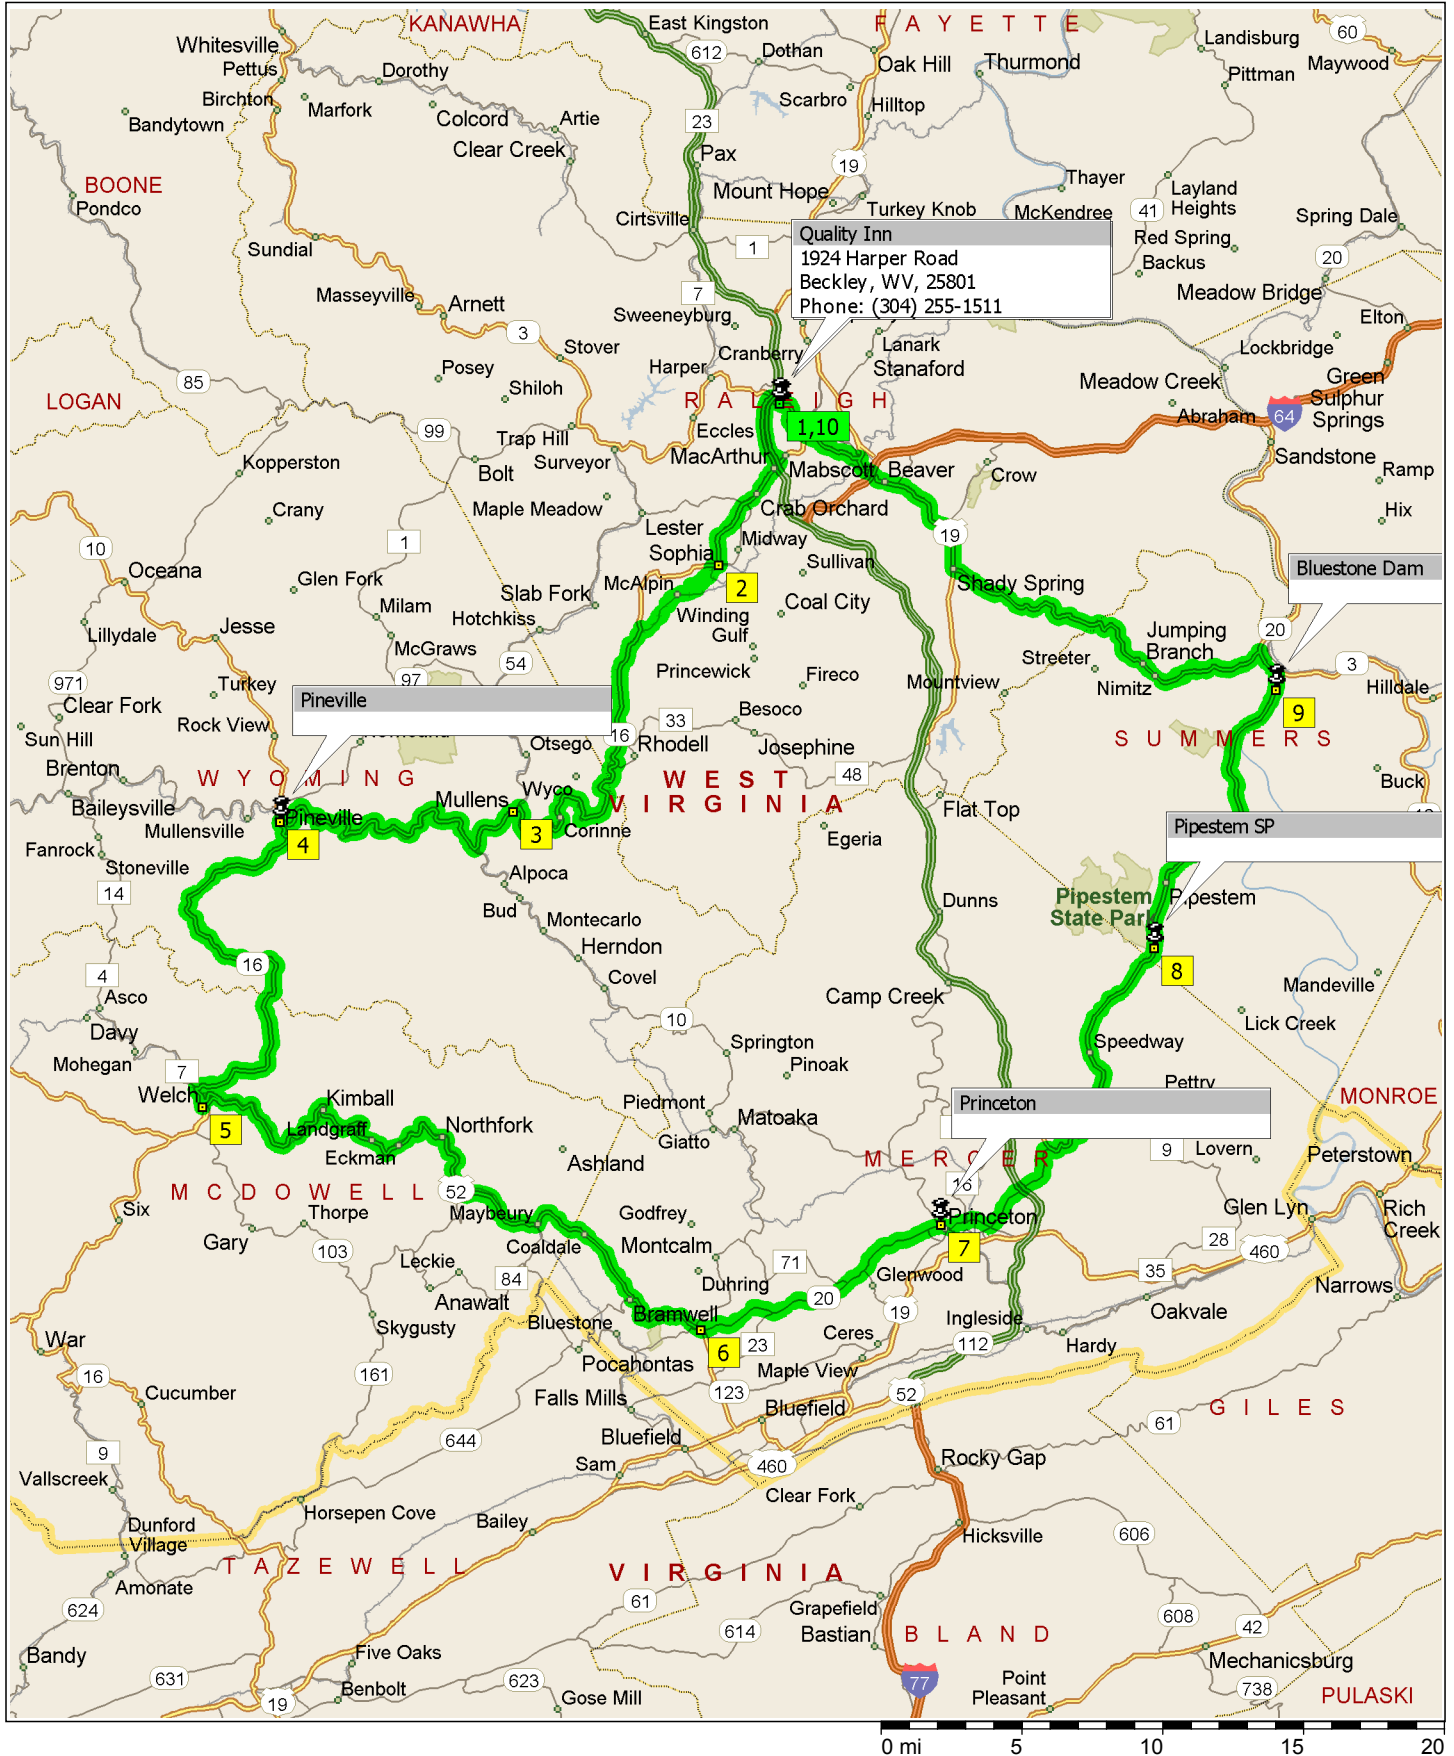 KANAWHA
East Kingston
FAYETTE
Landisburg
60
Whitesville
612
Dothan
Oak Hill
Thurmond
Maywood
Pettus
Dorothy
Pittman
Birchton
Marfork
Scarbro
Hilltop
Bandytown
Colcord
Artie
23
Clear Creek
Pax
19
BOONE
Mount Hope
Thayer
Layland
Heights
Pondco
Cirtsville
Turkey Knob
McKendree
41
Spring Dale
Sundial
1
Quality Inn
1924 Harper Road
Beckley, WV, 25801
Phone: (304) 255-1511
Red Spring
Backus
20
Masseyville
Arnett
7
Meadow Bridge
Sweeneyburg
Elton
3
Stover
Cranberry
Lanark
Lockbridge
Posey
Harper
Stanaford
Green
Sulphur
Springs
85
Shiloh
Meadow Creek
LOGAN
RALEIGH
Abraham
64
99
Trap Hill
Eccles
1,10
Kopperston
Bolt
Surveyor
MacArthur
Mabscott
Beaver
Sandstone
Crow
Ramp
Maple Meadow
Crab Orchard
Crany
Lester
Hix
10
1
Sophia
Midway
19
Oceana
Glen Fork
McAlpin
2
Sullivan
Shady Spring
Bluestone Dam
Slab Fork
Milam
Hotchkiss
Winding
Gulf
Coal City
Lillydale
Jesse
McGraws
Jumping
Branch
20
971
54
Princewick
Fireco
Streeter
3
97
Turkey
Mountview
Nimitz
Hilldale
Clear Fork
Pineville
Rock View
33
Besoco
9
Sun Hill
Otsego
16
Rhodell
Josephine
SUMMERS
Brenton
WYOMING
WEST
VIRGINIA
48
Buck
Baileysville
Mullens
Wyco
Flat Top
Mullensville
Pineville
3
Corinne
Egeria
Pipestem SP
Fanrock
4
Stoneville
14
Alpoca
Bud
Dunns
Pipestem
State Park
Pipestem
Montecarlo
Herndon
16
8
4
Covel
Mandeville
Asco
Camp Creek
Davy
10
Lick Creek
Mohegan
Springton
Speedway
7
Pinoak
Welch
Kimball
Piedmont
Princeton
Pettry
MONROE
5
Landgraff
Northfork
Matoaka
Eckman
Giatto
9
Lovern
Ashland
MERCER
Peterstown
MCDOWELL
52
16
Six
Thorpe
Maybeury
Godfrey
Princeton
Glen Lyn
Rich
Creek
Gary
103
Coaldale
Montcalm
7
28
460
Leckie
84
71
35
Duhring
Glenwood
Narrows
Anawalt
20
19
Oakvale
Skygusty
Bluestone
Bramwell
Ingleside
War
6
23
Ceres
112
Hardy
Pocahontas
Maple View
16
161
Cucumber
Falls Mills
123
52
Bluefield
61
GILES
9
644
Bluefield
460
Rocky Gap
Vallscreek
Sam
Clear Fork
Horsepen Cove
Dunford
Village
Bailey
Hicksville
606
TAZEWELL
VIRGINIA
Amonate
61
Grapefield
624
614
Bastian
BLAND
608
42
Bandy
Five Oaks
Mechanicsburg
631
623
77
Point
Pleasant
738
PULASKI
19
Benbolt
Gose Mill
0 mi
5
10
15
20